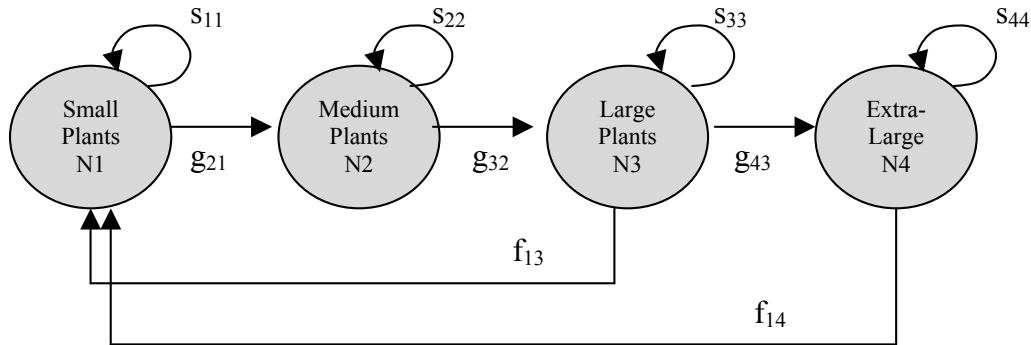 s₁₁
s₂₂
s₃₃
s₄₄
Small
Plants
N1
Medium
Plants
N2
Large
Plants
N3
Extra-
Large
N4
g₂₁
g₃₂
g₄₃
f₁₃
f₁₄